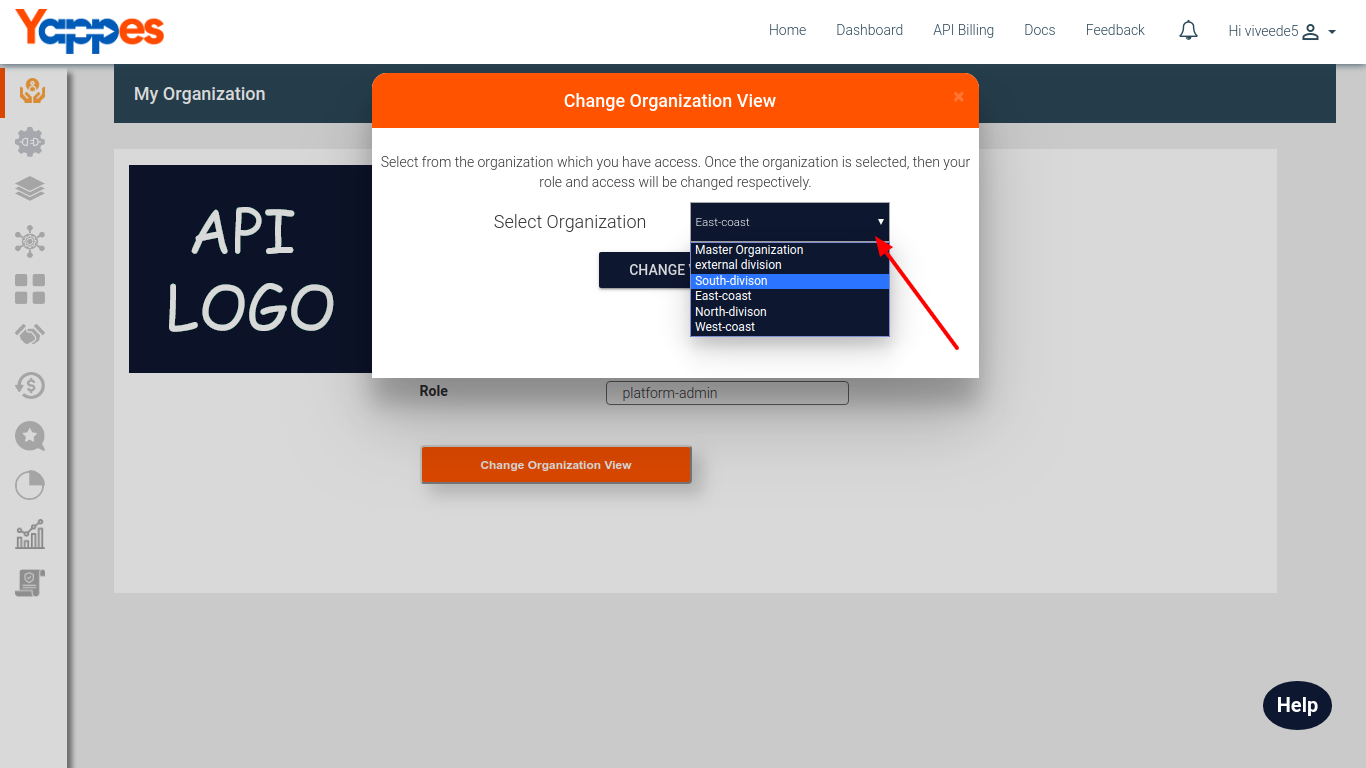 Yappes
Home Dashboard API Billing Docs Feedback Hi viveede5
My Organization
Change Organization View ×
Select from the organization which you have access. Once the organization is selected, then your
role and access will be changed respectively.
Select Organization East-coast
Master Organization
external division
South-divison
East-coast
North-divison
West-coast
CHANGE
API
LOGO
Role platform-admin
Change Organization View
Help